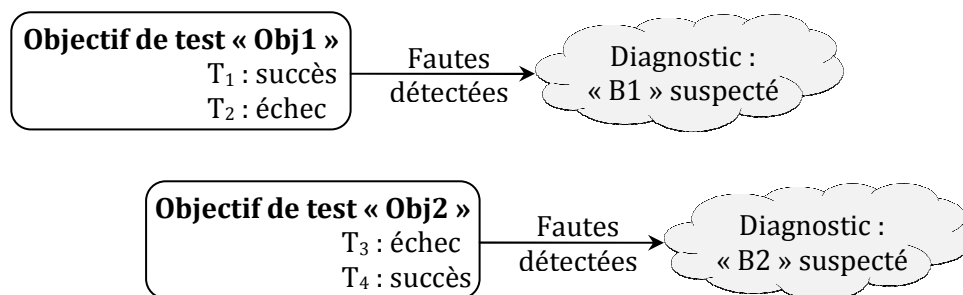 Objectif de test « Obj1 »
T₁ : succès
T₂ : échec
Fautes
détectées
Diagnostic :
« B1 » suspecté
Objectif de test « Obj2 »
T₃ : échec
T₄ : succès
Fautes
détectées
Diagnostic :
« B2 » suspecté